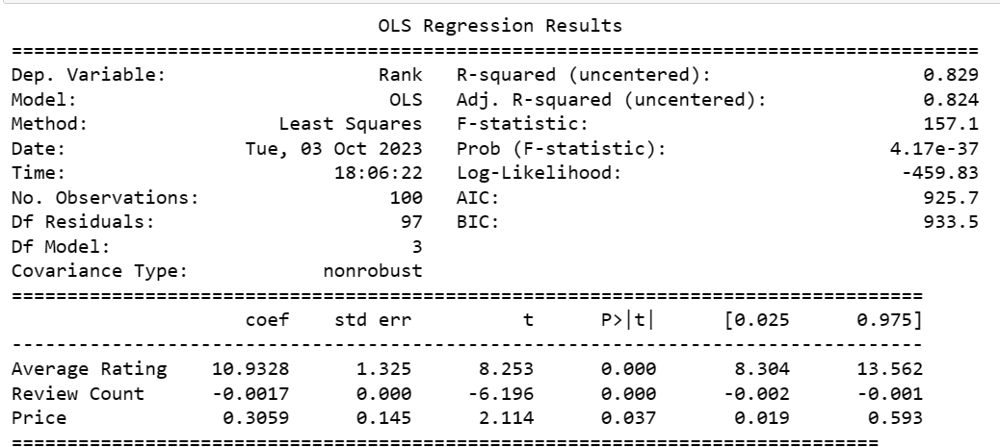 OLS Regression Results
==============================================================================
Dep. Variable: Rank R-squared (uncentered): 0.829
Model: OLS Adj. R-squared (uncentered): 0.824
Method: Least Squares F-statistic: 157.1
Date: Tue, 03 Oct 2023 Prob (F-statistic): 4.17e-37
Time: 18:06:22 Log-Likelihood: -459.83
No. Observations: 100 AIC: 925.7
Df Residuals: 97 BIC: 933.5
Df Model: 3
Covariance Type: nonrobust
==============================================================================
coef std err t P>|t| [0.025 0.975]
------------------------------------------------------------------------------
Average Rating 10.9328 1.325 8.253 0.000 8.304 13.562
Review Count -0.0017 0.000 -6.196 0.000 -0.002 -0.001
Price 0.3059 0.145 2.114 0.037 0.019 0.593
==============================================================================